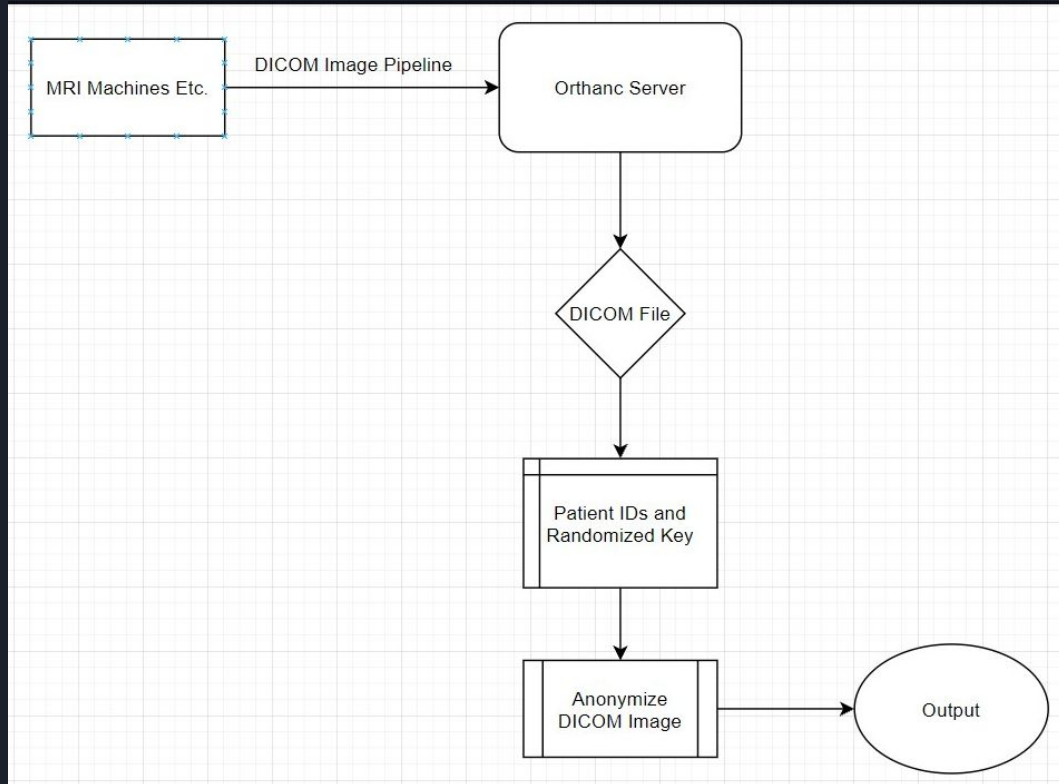 MRI Machines Etc.
DICOM Image Pipeline
Orthanc Server
DICOM File
Patient IDs and
Randomized Key
Anonymize
DICOM Image
Output